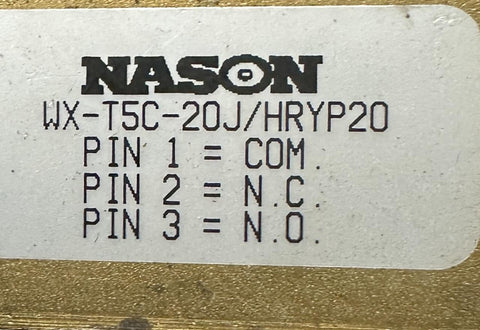 NASON
WX-T5C-20J/HRYP20
PIN 1 = COM.
PIN 2 = N.C.
PIN 3 = N.O.